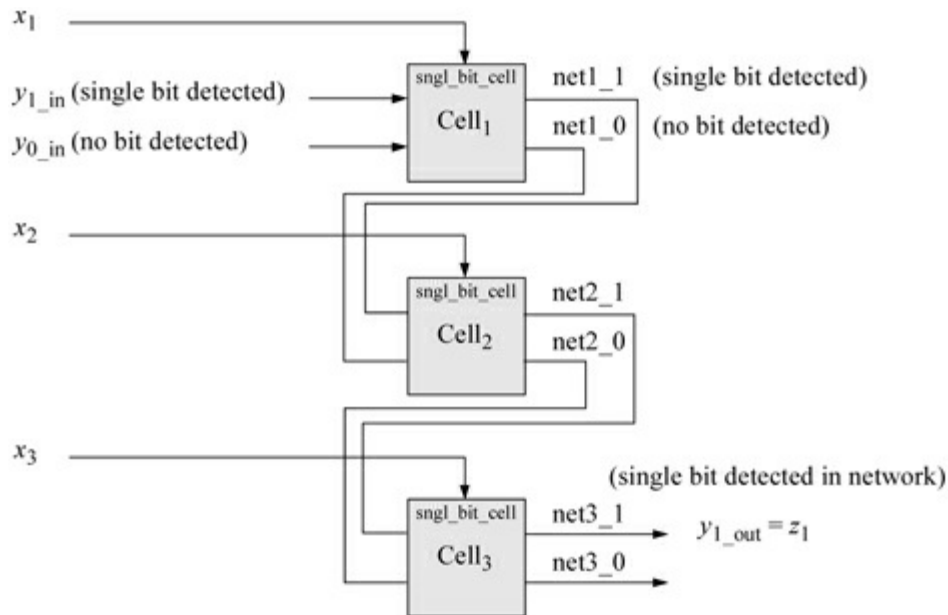 x1
sngl_bit_cell
net1_1 (single bit detected)
y1_in (single bit detected)
Cell1
net1_0 (no bit detected)
y0_in (no bit detected)
x2
sngl_bit_cell
net2_1
Cell2
net2_0
x3
(single bit detected in network)
sngl_bit_cell
net3_1
y1_out = z1
Cell3
net3_0